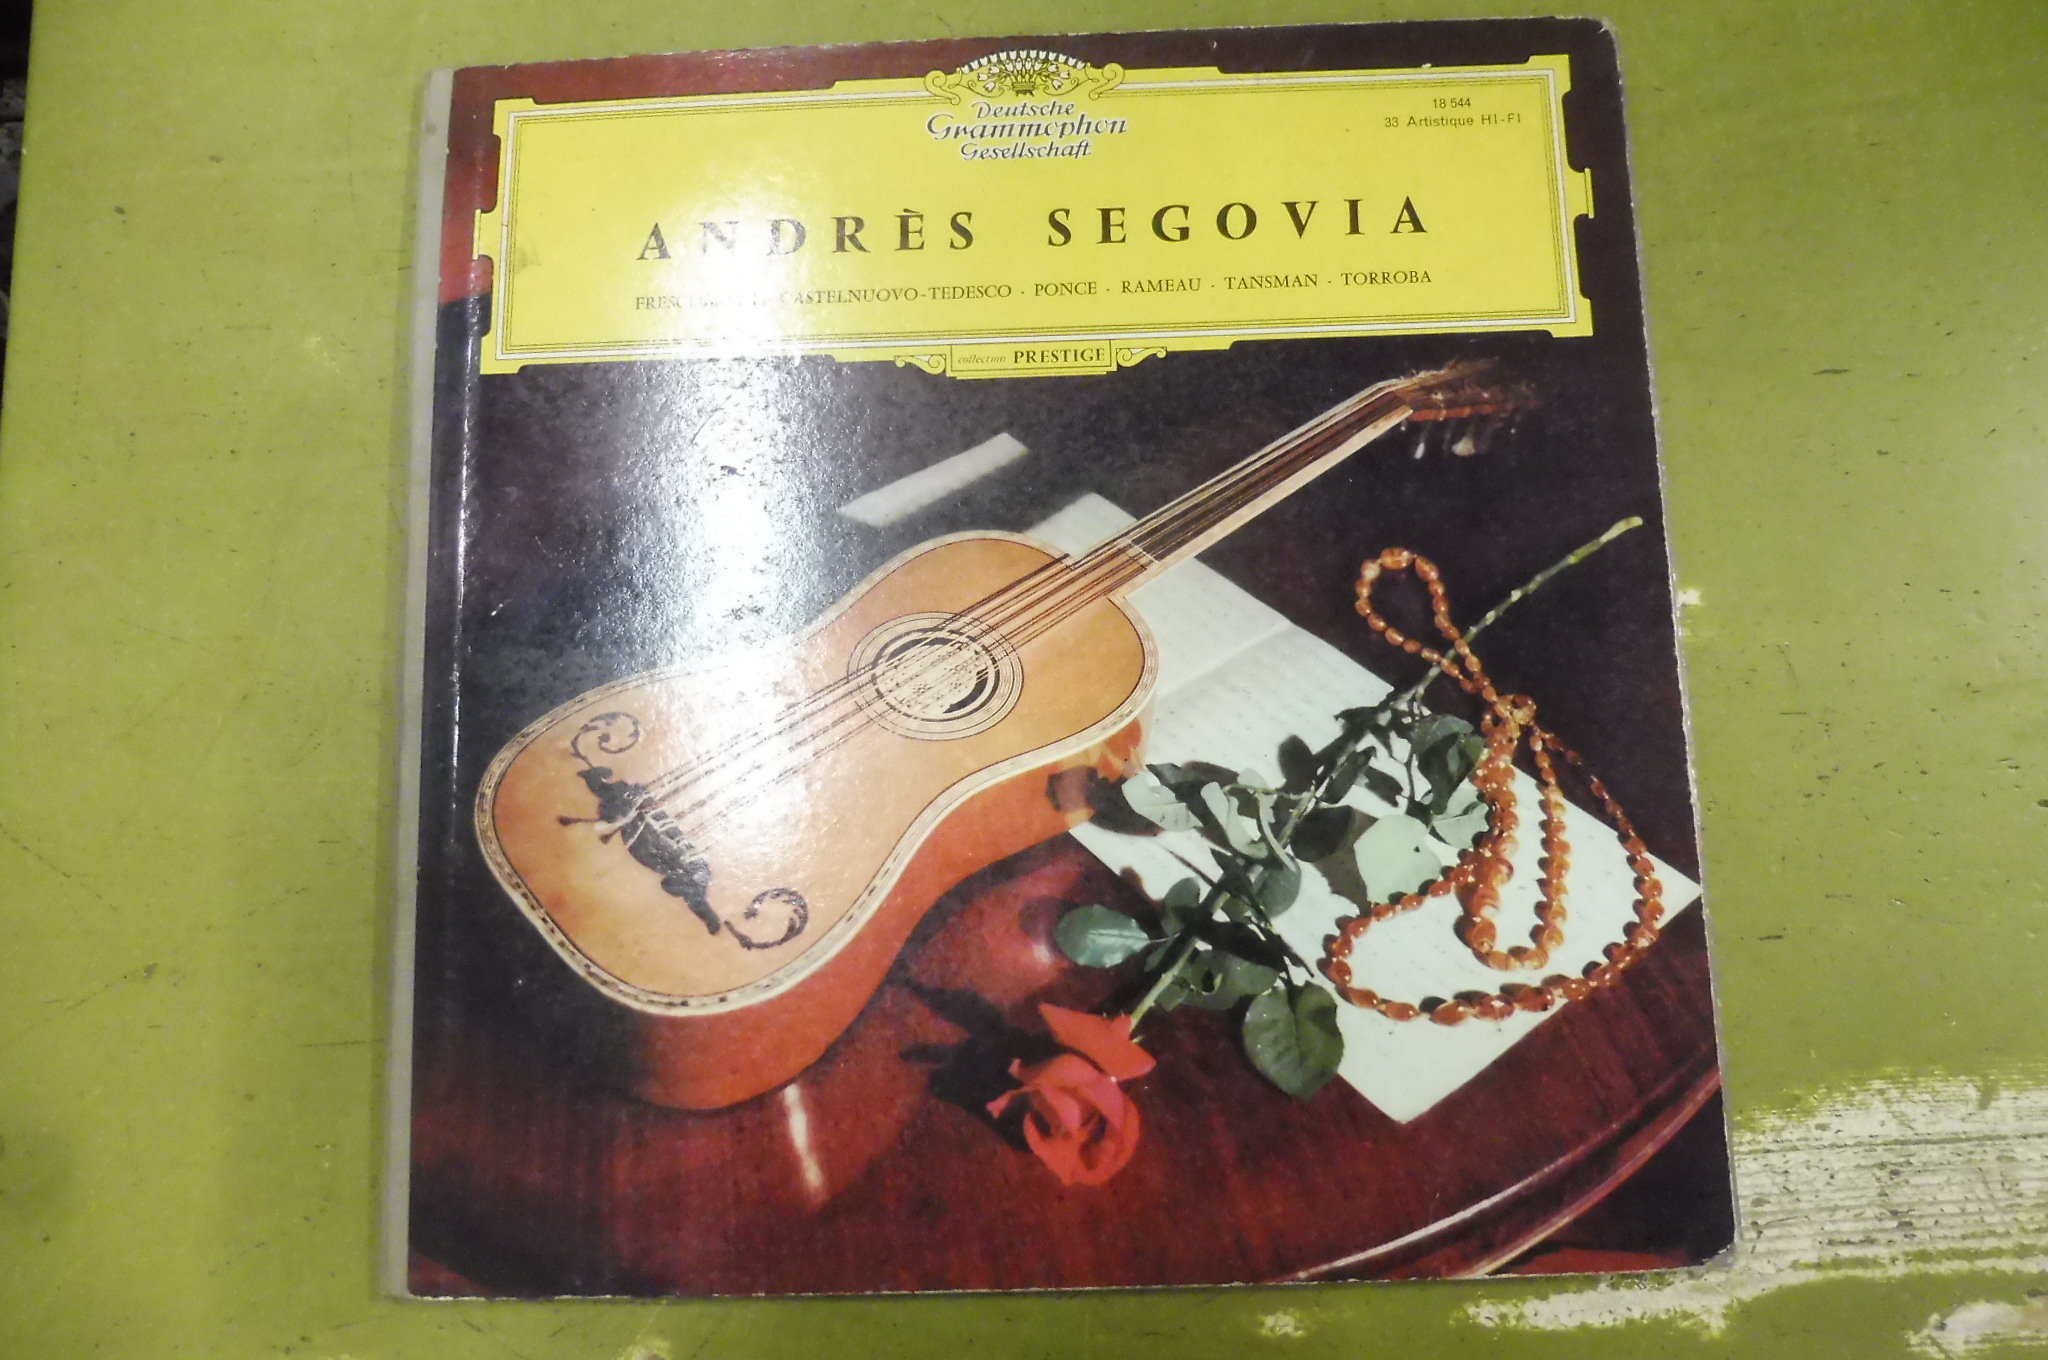 Deutsche
Grammophon
Gesellschaft
18 544
33 Artistique HI-FI
ANDRÈS SEGOVIA
CASTELNUOVO-TEDESCO · PONCE · RAMEAU · TANSMAN · TORROBA
collection PRESTIGE